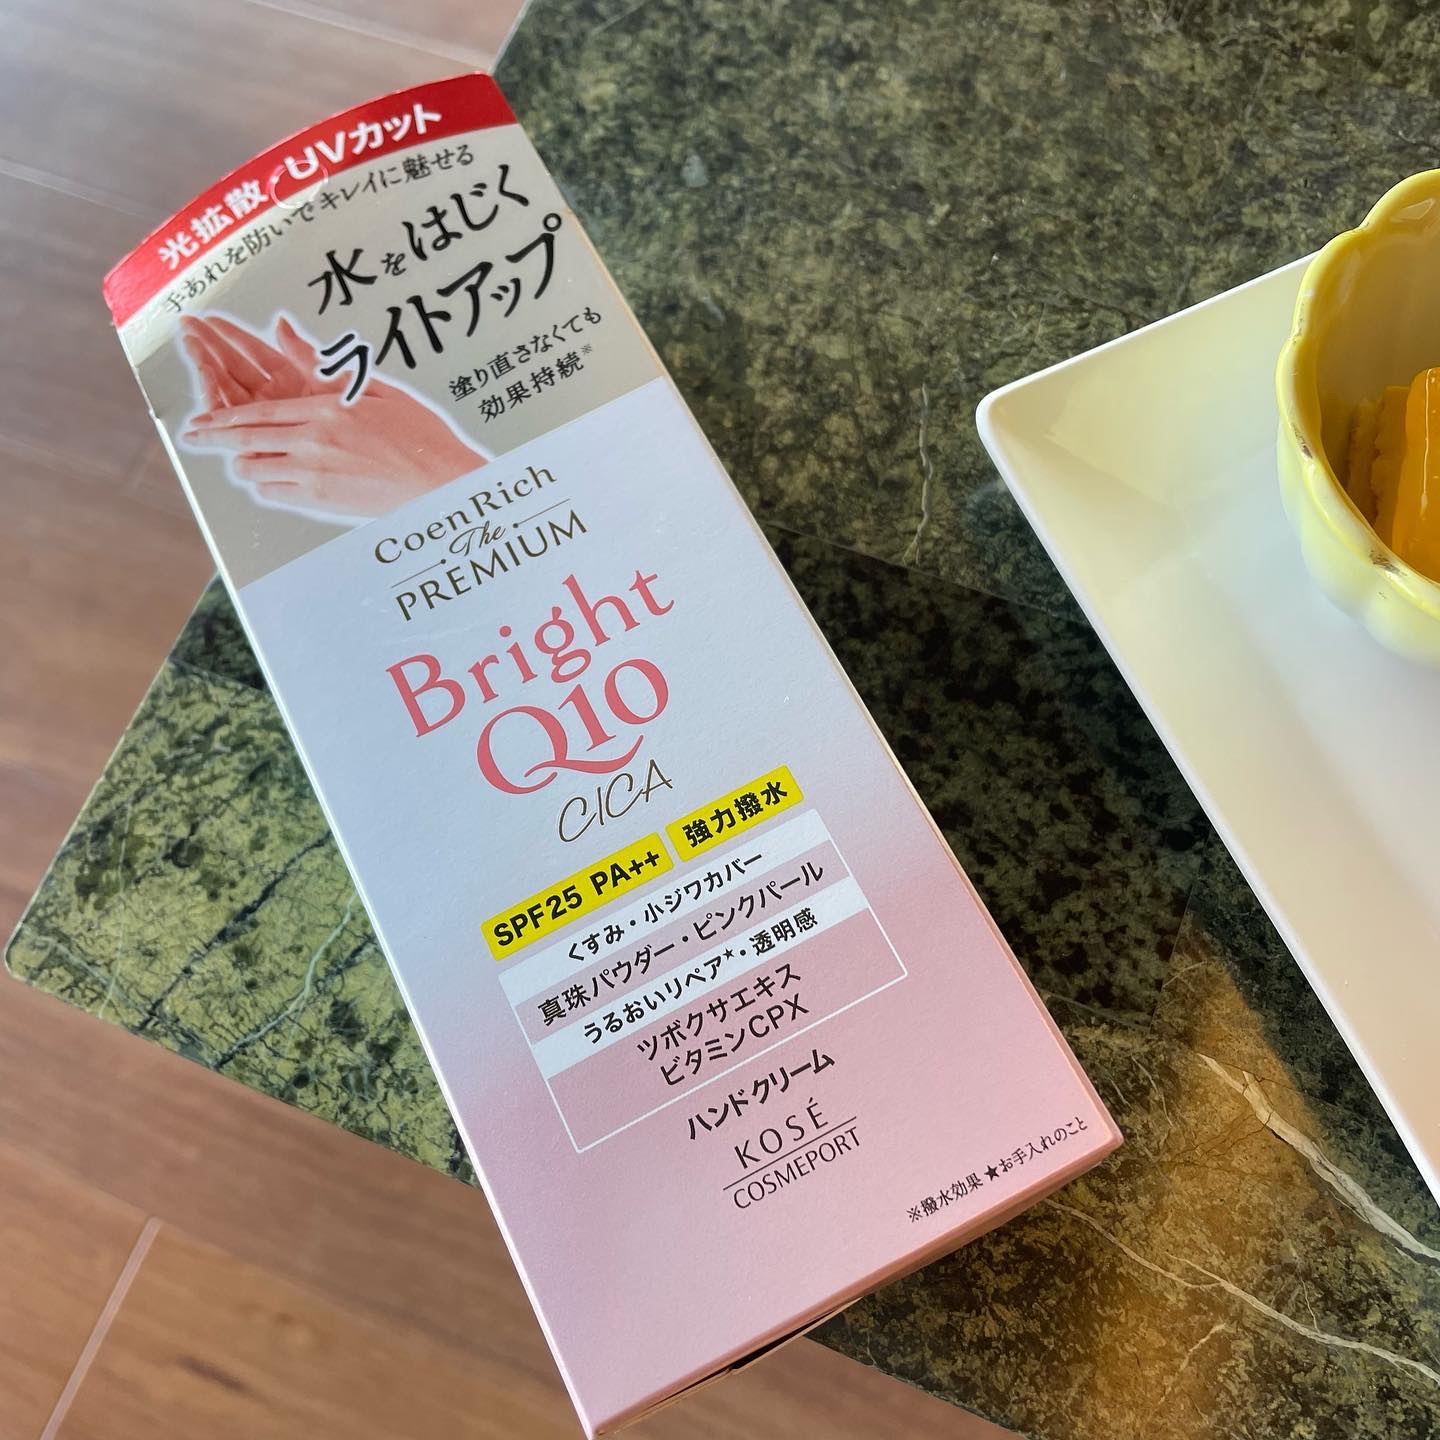 光拡散・UVカット
手あれを防いでキレイに魅せる
水をはじく
ライトアップ
塗り直さなくても
効果持続※
CoenRich
The
PREMIUM
Bright
Q10
CICA
SPF25 PA++ 強力撥水
くすみ・小ジワカバー
真珠パウダー・ピンクパール
うるおいリペア★・透明感
ツボクサエキス
ビタミンCPX
ハンドクリーム
KOSÉ
COSMEPORT
※撥水効果 ★お手入れのこと